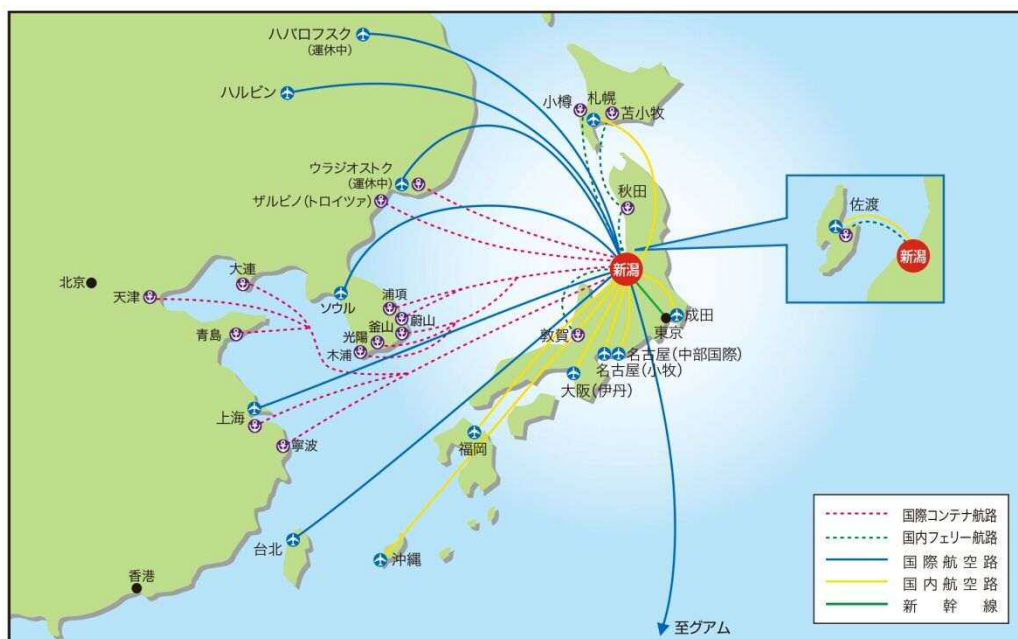 ハバロフスク
(運休中)
ハルビン
小樽
札幌
苫小牧
ウラジオストク
(運休中)
ザルビノ(トロイツァ)
秋田
佐渡
新潟
新潟
北京
大連
天津
ソウル
浦項
蔚山
釜山
光陽
木浦
青島
成田
東京
敦賀
名古屋(中部国際)
名古屋(小牧)
大阪(伊丹)
上海
寧波
福岡
台北
沖縄
香港
至グアム
国際コンテナ航路
国内フェリー航路
国際航空路
国内航空路
新幹線